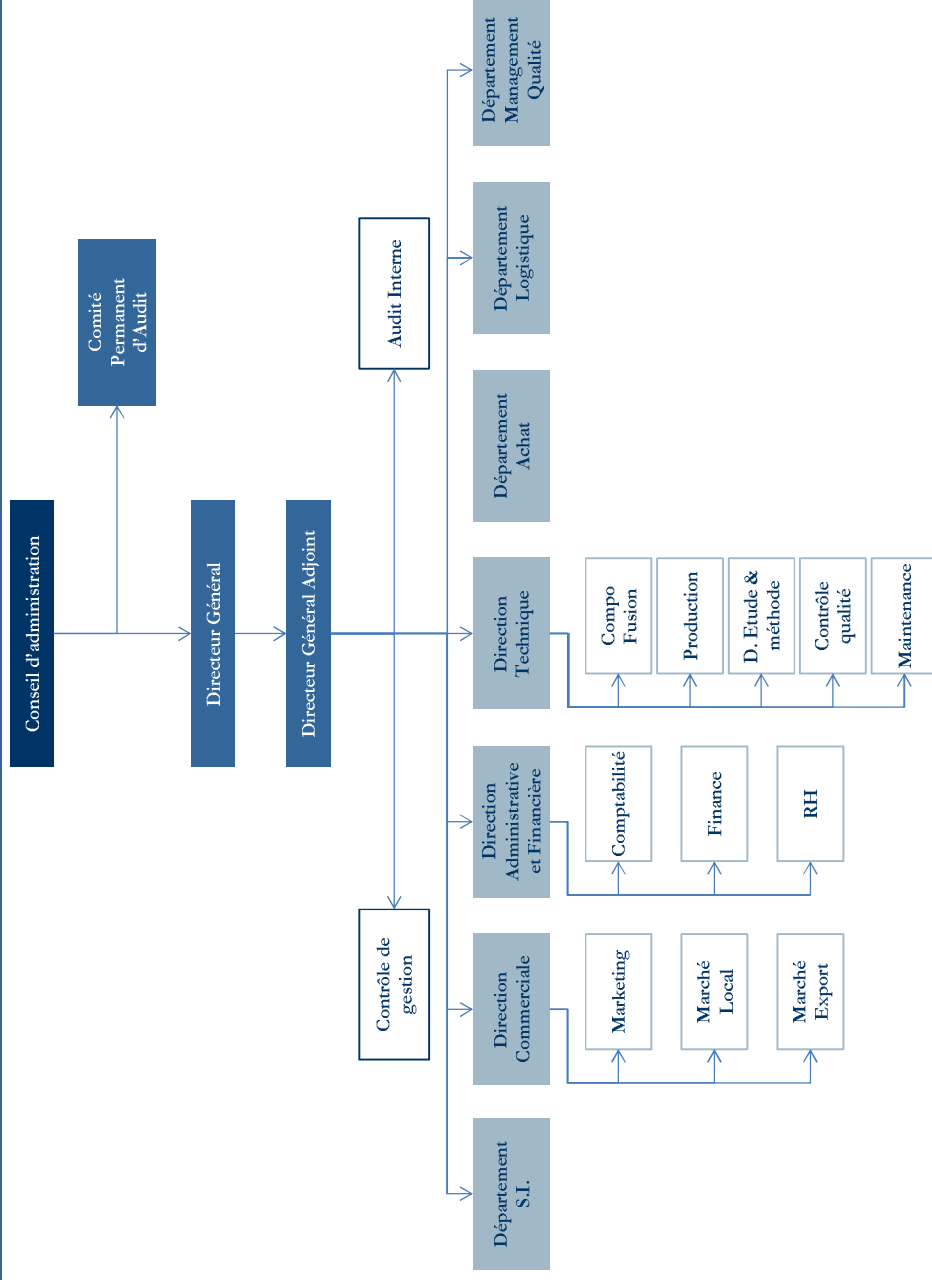 Conseil d'administration
Comité
Permanent
d'Audit
Directeur Général
Directeur Général Adjoint
Contrôle de
gestion
Audit Interne
Département
S.I.
Direction
Commerciale
Direction
Administrative
et Financière
Direction
Technique
Département
Achat
Département
Logistique
Département
Management
Qualité
Marketing
Marché
Local
Marché
Export
Comptabilité
Finance
RH
Compo
Fusion
Production
D. Etude &
méthode
Contrôle
qualité
Maintenance